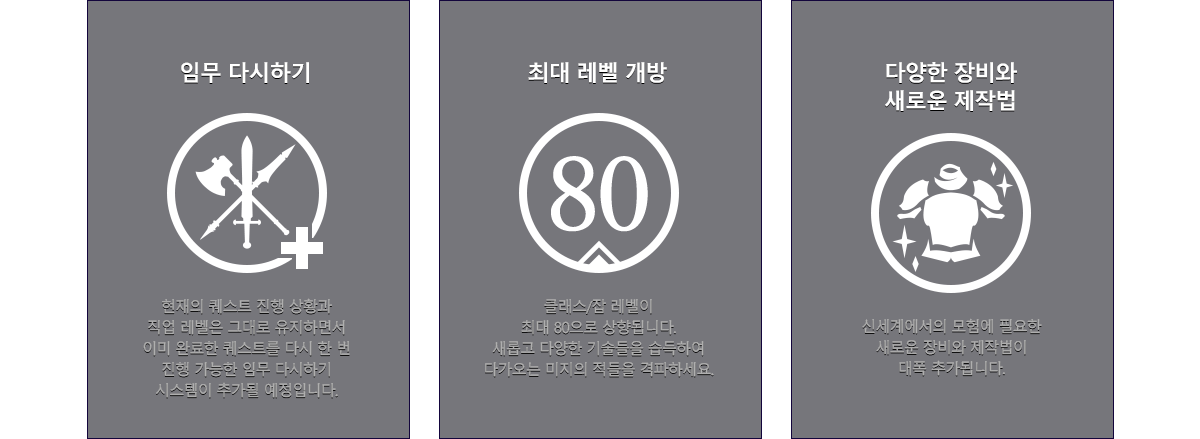 임무 다시하기
현재의 퀘스트 진행 상황과
직업 레벨은 그대로 유지하면서
이미 완료한 퀘스트를 다시 한 번
진행 가능한 임무 다시하기
시스템이 추가될 예정입니다.
최대 레벨 개방
80
클래스/잡 레벨이
최대 80으로 상향됩니다.
새롭고 다양한 기술들을 습득하여
다가오는 미지의 적들을 격파하세요.
다양한 장비와
새로운 제작법
신세계에서의 모험에 필요한
새로운 장비와 제작법이
대폭 추가됩니다.